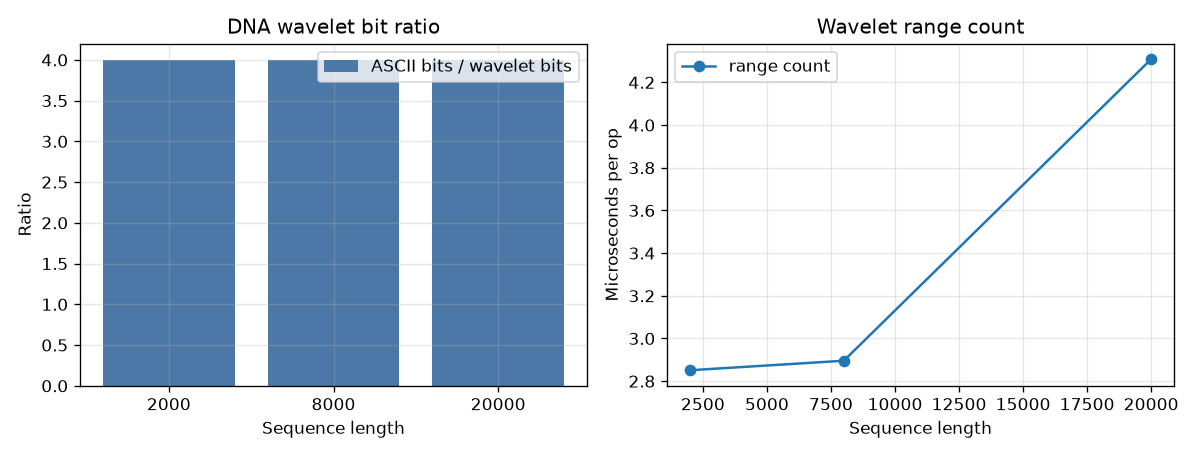 DNA wavelet bit ratio
ASCII bits / wavelet bits
4.0
3.5
3.0
2.5
2.0
1.5
1.0
0.5
0.0
Ratio
2000 8000 20000
Sequence length
Wavelet range count
range count
4.2
4.0
3.8
3.6
3.4
3.2
3.0
2.8
Microseconds per op
2500 5000 7500 10000 12500 15000 17500 20000
Sequence length